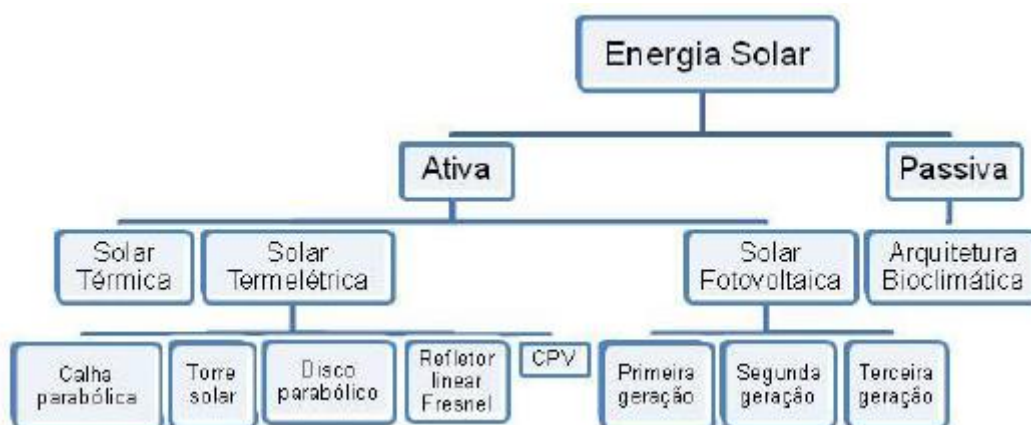 Energia Solar
Ativa
Passiva
Solar
Térmica
Solar
Termelétrica
Solar
Fotovoltaica
Arquitetura
Bioclimática
Calha
parabólica
Torre
solar
Disco
parabólico
Refletor
linear
Fresnel
CPV
Primeira
geração
Segunda
geração
Terceira
geração